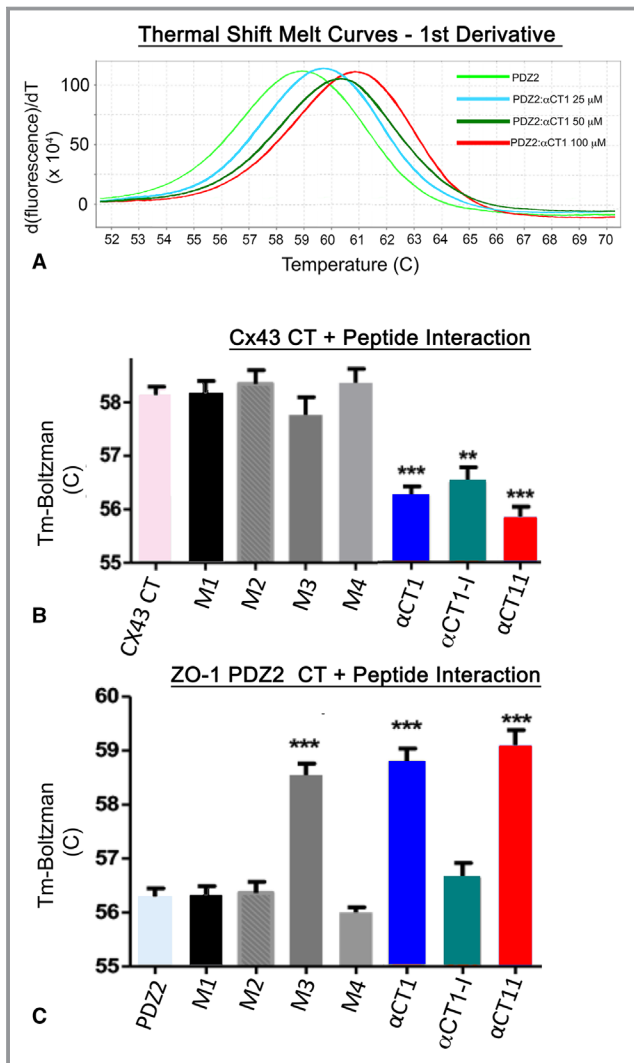 Thermal Shift Melt Curves - 1st Derivative
d(fluorescence)/dT
(x 10⁴)
100
50
0
PDZ2
PDZ2:αCT1 25 μM
PDZ2:αCT1 50 μM
PDZ2:αCT1 100 μM
52 53 54 55 56 57 58 59 60 61 62 63 64 65 66 67 68 69 70
Temperature (C)
A
Cx43 CT + Peptide Interaction
Tm-Boltzman
(C)
58
57
56
55
*** ** ***
CX43 CT M1 M2 M3 M4 αCT1 αCT1-I αCT11
B
ZO-1 PDZ2 CT + Peptide Interaction
Tm-Boltzman
(C)
60
59
58
57
56
55
*** *** ***
PDZ2 M1 M2 M3 M4 αCT1 αCT1-I αCT11
C